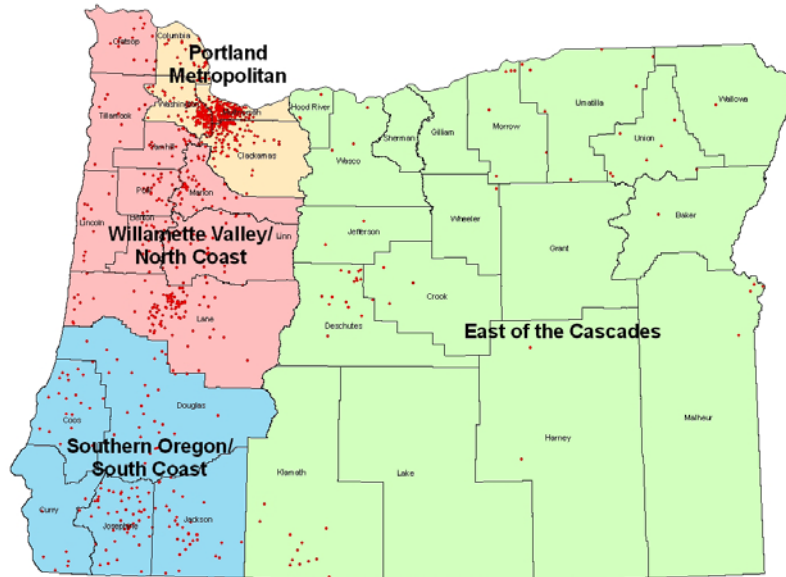 Clatsop
Columbia
Portland
Metropolitan
Tillamook
Washington
Hood River
Sherman
Gilliam
Morrow
Umatilla
Wallowa
Union
Yamhill
Clackamas
Wasco
Polk
Marion
Lincoln
Benton
Linn
Willamette Valley/
North Coast
Jefferson
Wheeler
Grant
Baker
Lane
Deschutes
Crook
East of the Cascades
Coos
Douglas
Southern Oregon/
South Coast
Curry
Josephine
Jackson
Klamath
Lake
Harney
Malheur